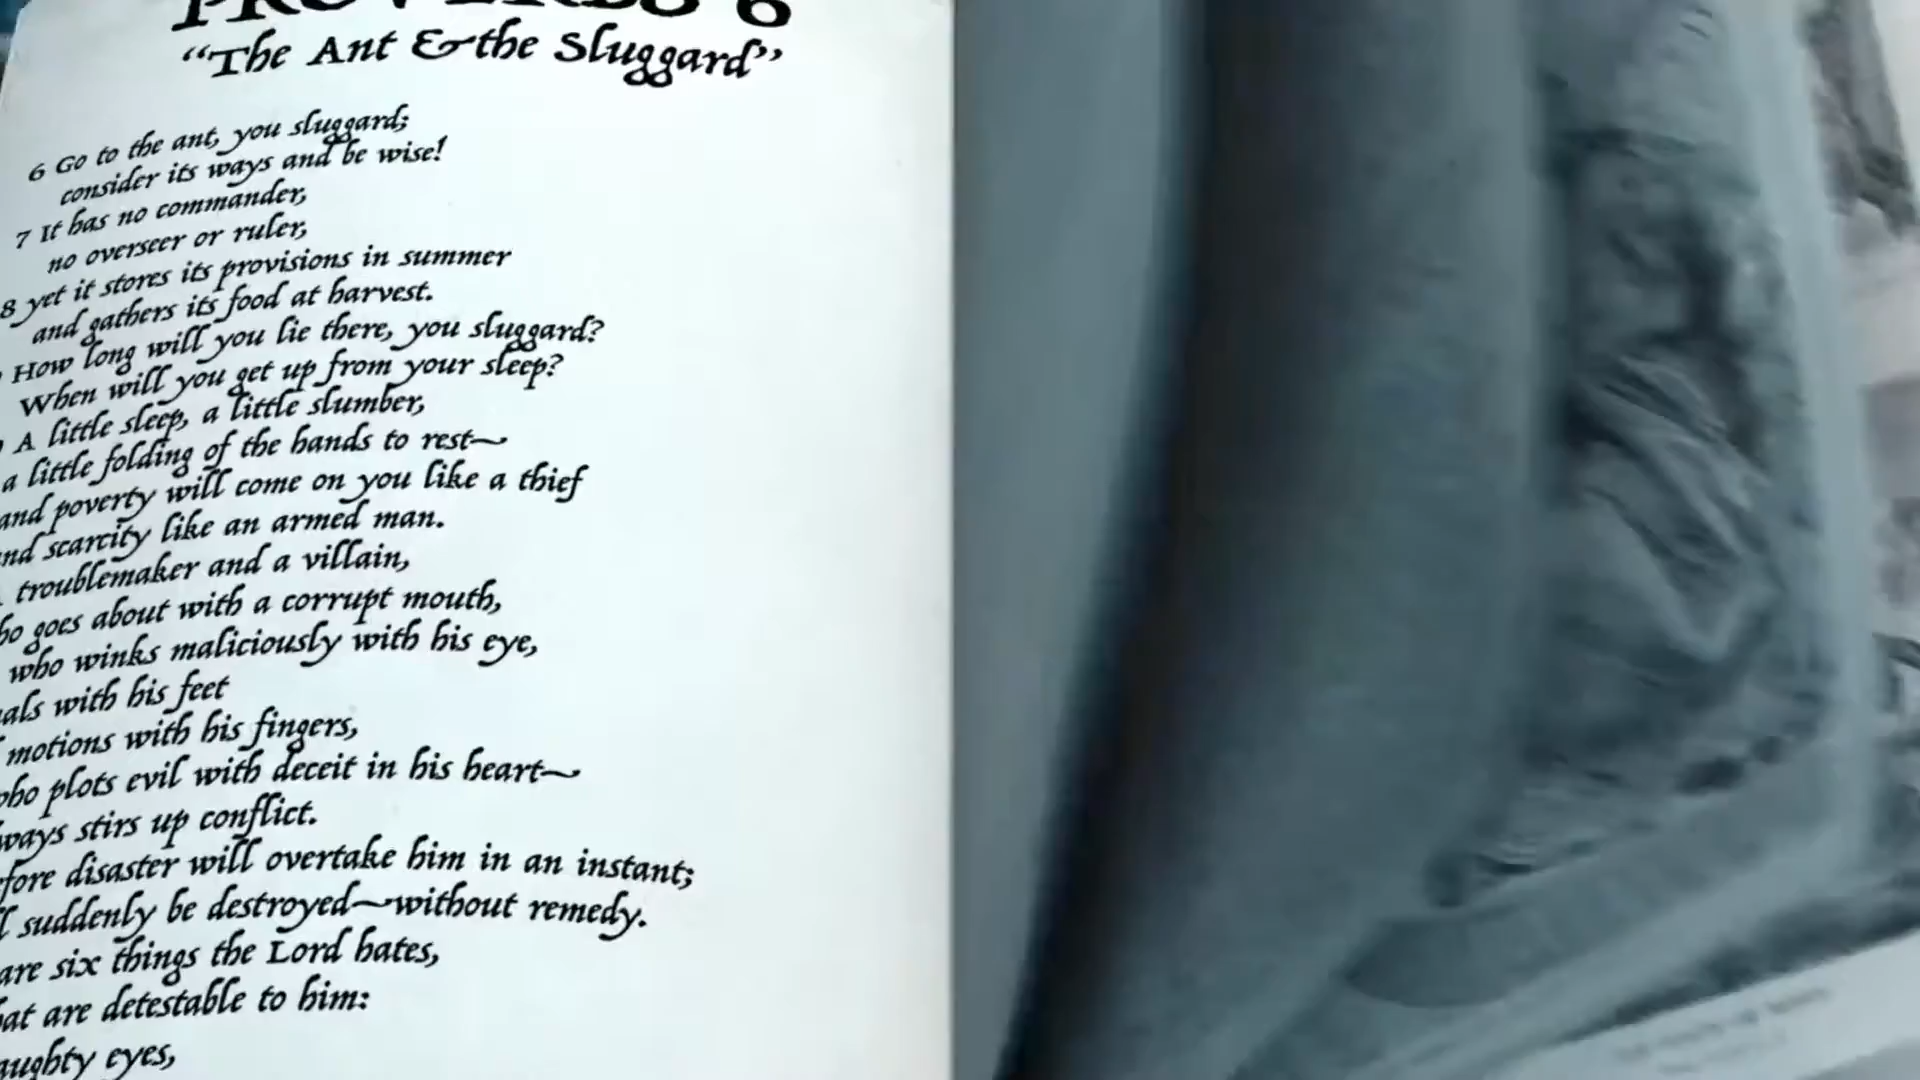 PROVERBS 6
“The Ant & the Sluggard”
6 Go to the ant, you sluggard;
consider its ways and be wise!
7 It has no commander,
no overseer or ruler,
8 yet it stores its provisions in summer
and gathers its food at harvest.
How long will you lie there, you sluggard?
When will you get up from your sleep?
A little sleep, a little slumber,
a little folding of the hands to rest—
and poverty will come on you like a thief
nd scarcity like an armed man.
troublemaker and a villain,
ho goes about with a corrupt mouth,
who winks maliciously with his eye,
als with his feet
motions with his fingers,
ho plots evil with deceit in his heart—
ways stirs up conflict.
fore disaster will overtake him in an instant;
l suddenly be destroyed—without remedy.
are six things the Lord hates,
hat are detestable to him:
aughty eyes,